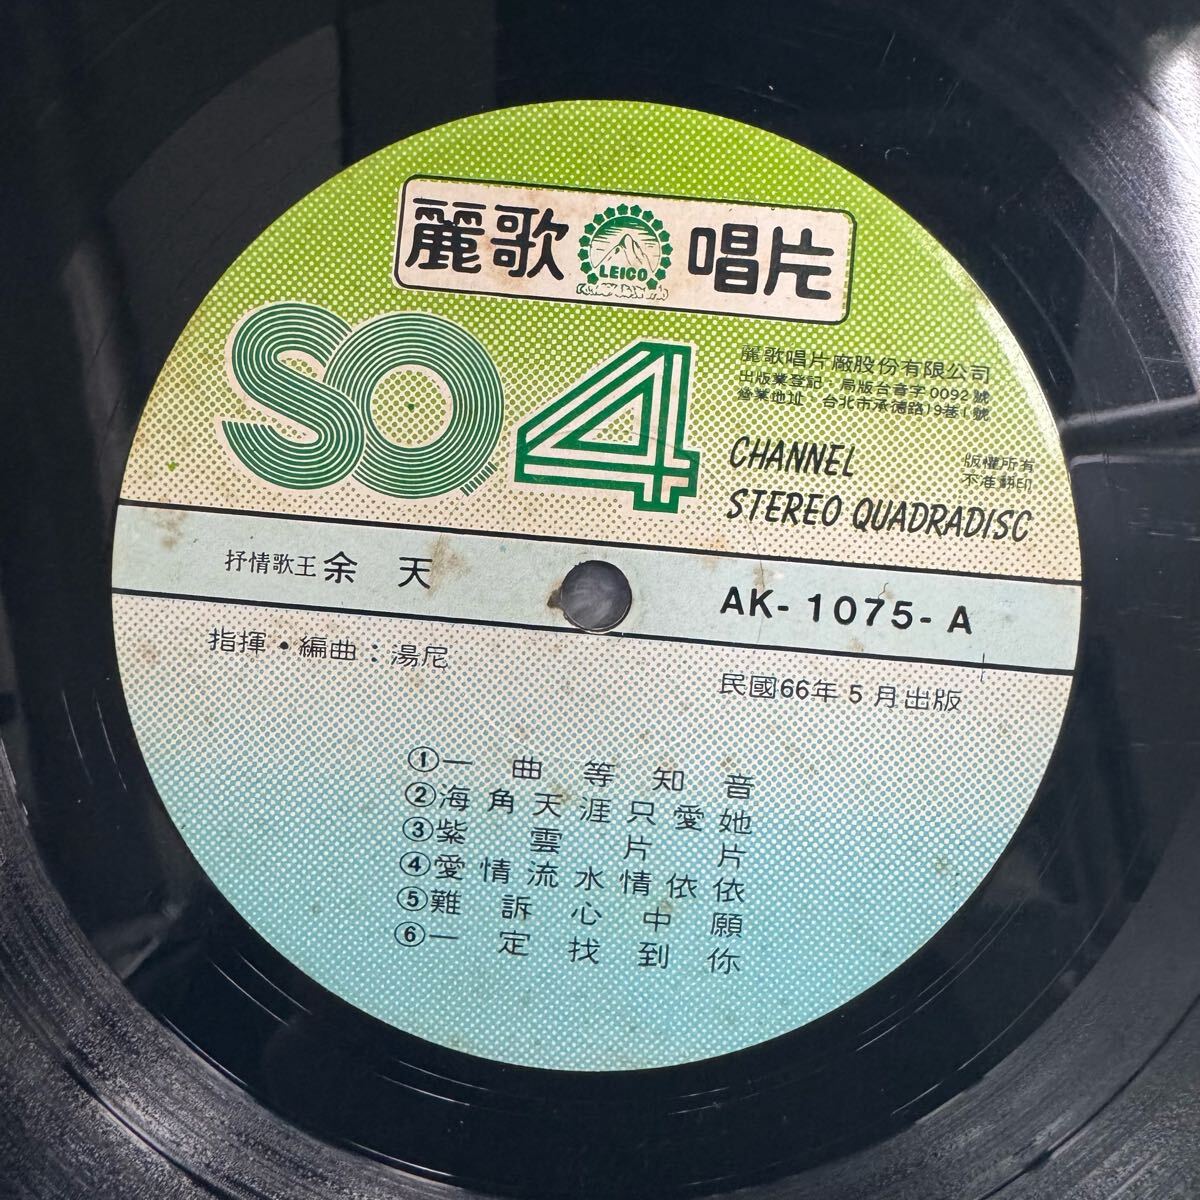 麗歌 LEICO 唱片
SQ4
麗歌唱片廠股份有限公司
出版業登記・局版台音字0092號
營業地址 台北市承德路19巷1號
CHANNEL
STEREO QUADRADISC
版權所有
不准翻印
抒情歌王 余天
AK-1075-A
指揮・編曲：湯尼
民國66年5月出版
①一曲等知音
②海角天涯只愛她
③紫雲片片
④愛情流水情依依
⑤難訴心中願
⑥一定找到你